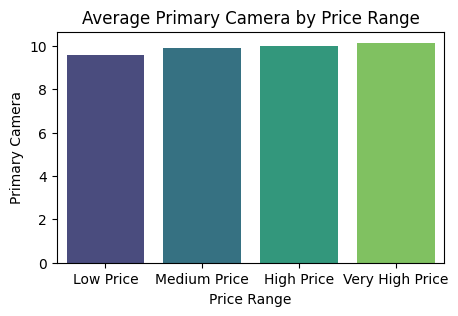 Average Primary Camera by Price Range
Primary Camera
10
8
6
4
2
0
Low Price
Medium Price
High Price
Very High Price
Price Range